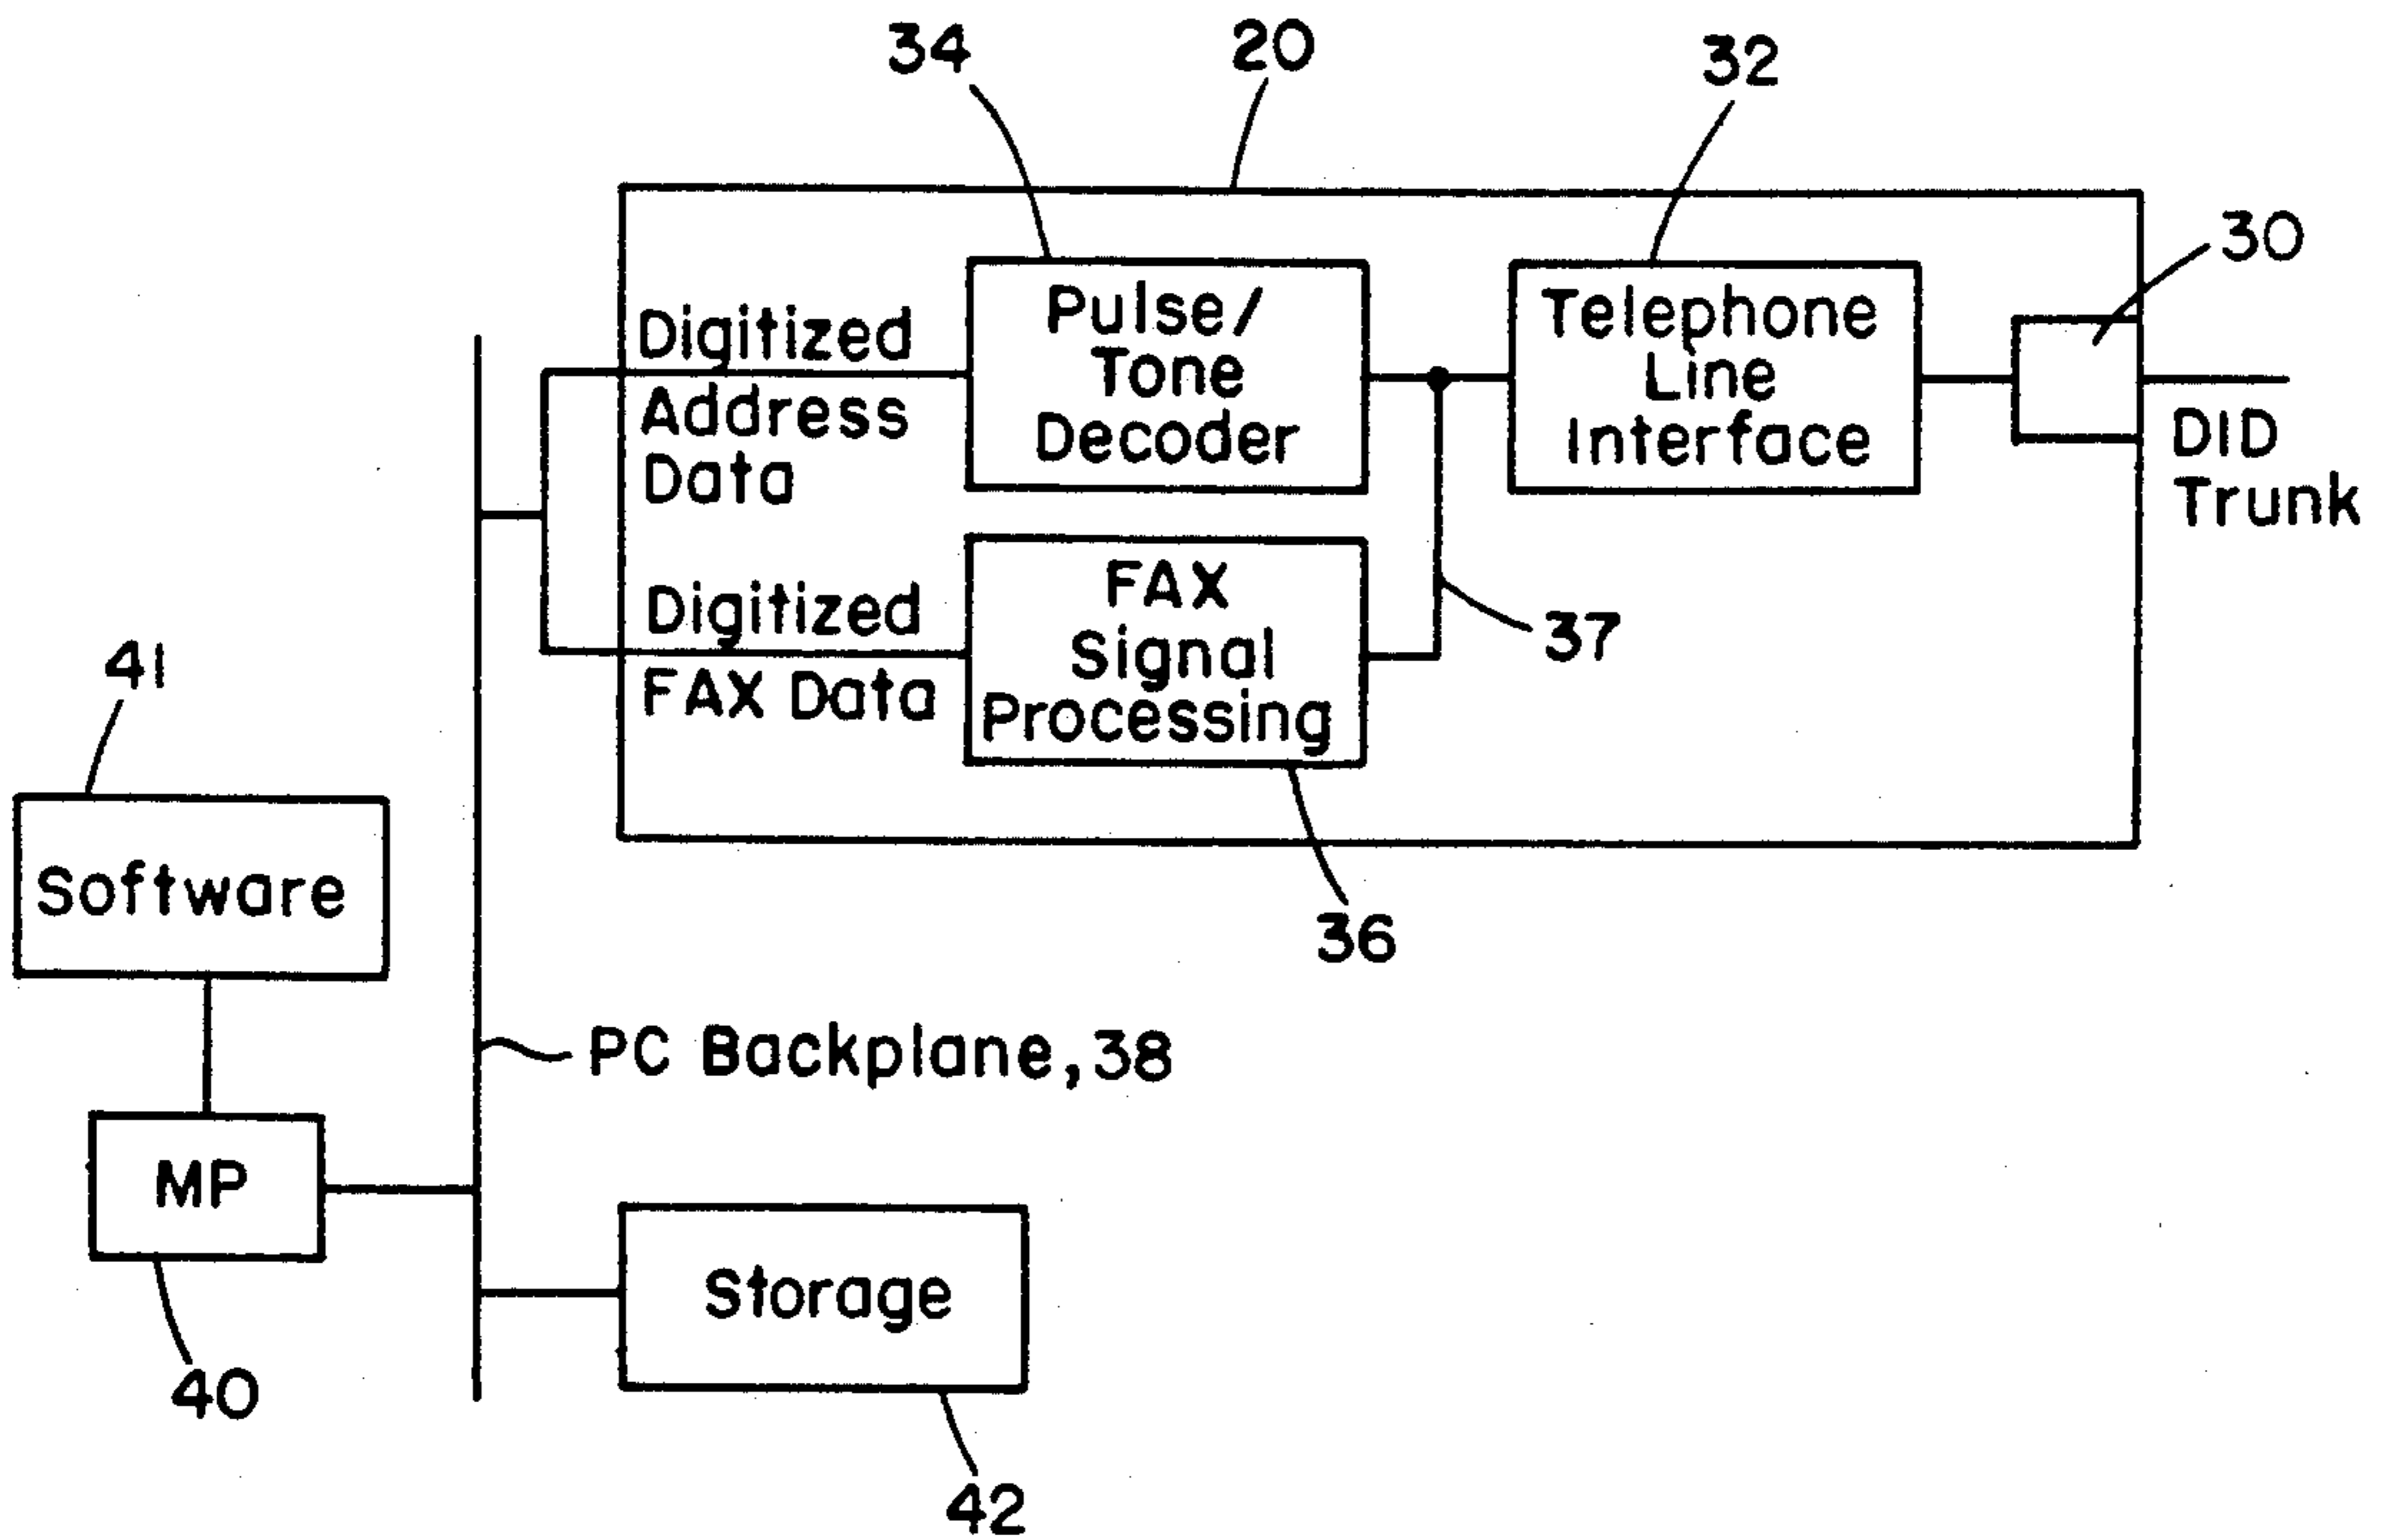 34
20
32
30
Digitized
Address
Data
Pulse/
Tone
Decoder
Telephone
Line
Interface
DID
Trunk
Digitized
FAX Data
FAX
Signal
Processing
37
41
Software
36
PC Backplane, 38
MP
Storage
40
42